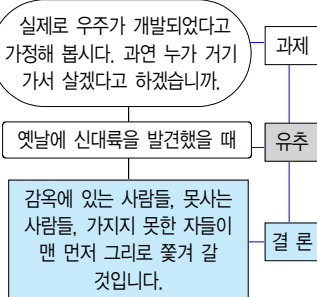 실제로 우주가 개발되었다고
가정해 봅시다. 과연 누가 거기
가서 살겠다고 하겠습니까.
과제
옛날에 신대륙을 발견했을 때
유추
감옥에 있는 사람들, 못사는
사람들, 가지지 못한 자들이
맨 먼저 그리로 쫓겨 갈
것입니다.
결 론